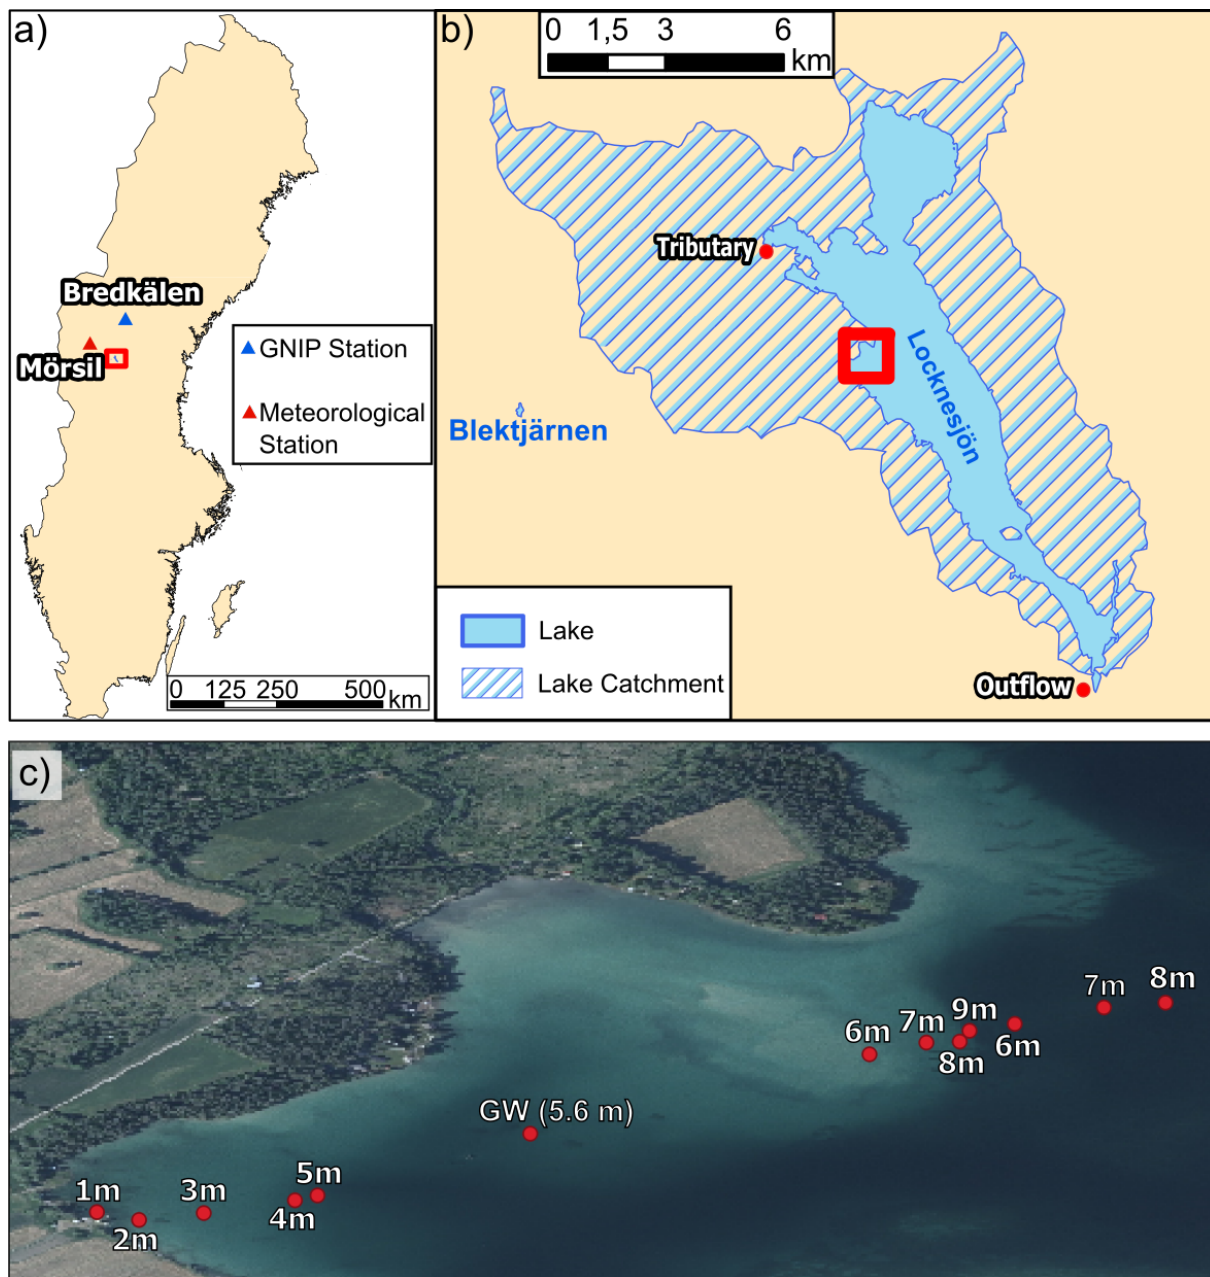 a)
Bredkälen
Mörsil
GNIP Station
Meteorological
Station
0 125 250 500
km
b)
0 1,5 3 6
km
Tributary
Locknesjön
Blektjärnen
Lake
Lake Catchment
Outflow
c)
8m
7m
9m
7m
6m
6m
8m
GW (5.6 m)
5m
1m
3m
4m
2m